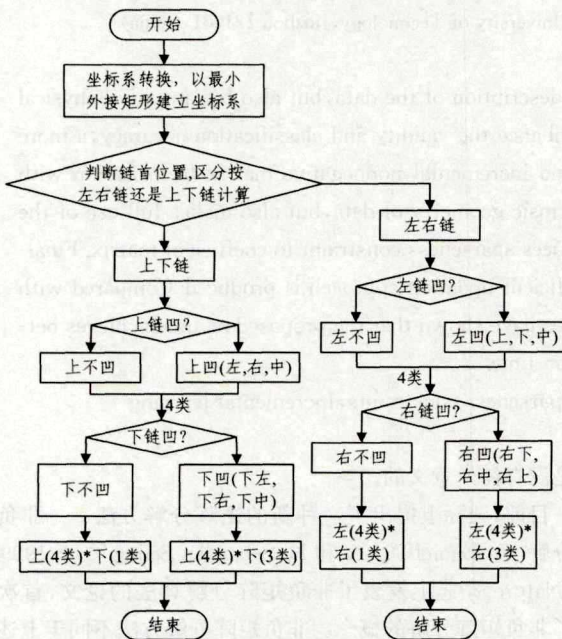 开始
坐标系转换，以最小
外接矩形建立坐标系
判断链首位置,区分按
左右链还是上下链计算
上下链
上链凹?
上不凹
上凹(左,右,中)
4类
下链凹?
下不凹
下凹(下左,
下右,下中)
上(4类)*下(1类)
上(4类)*下(3类)
结束
左右链
左链凹?
左不凹
左凹(上,下,中)
4类
右链凹?
右不凹
右凹(右下,
右中,右上)
左(4类)*
右(1类)
左(4类)*
右(3类)
结束